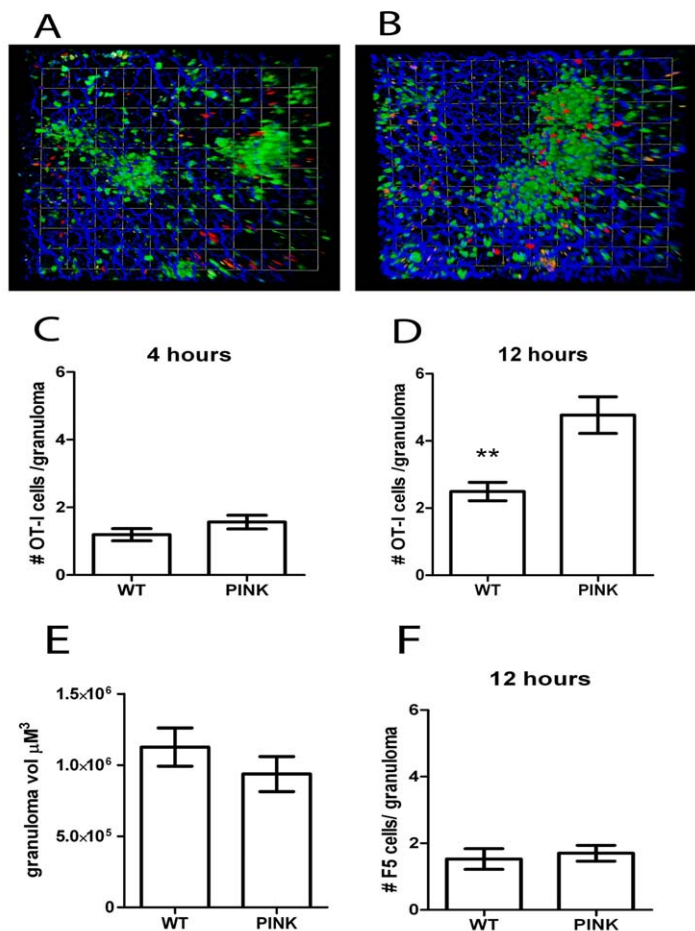 A
B
C
4 hours
6
4
2
0
# OT-I cells /granuloma
WT
PINK
D
12 hours
6
4
2
0
# OT-I cells /granuloma
**
WT
PINK
E
1.5×10⁶
1.0×10⁶
5.0×10⁵
granuloma vol μM³
WT
PINK
F
12 hours
6
4
2
0
# F5 cells/ granuloma
WT
PINK